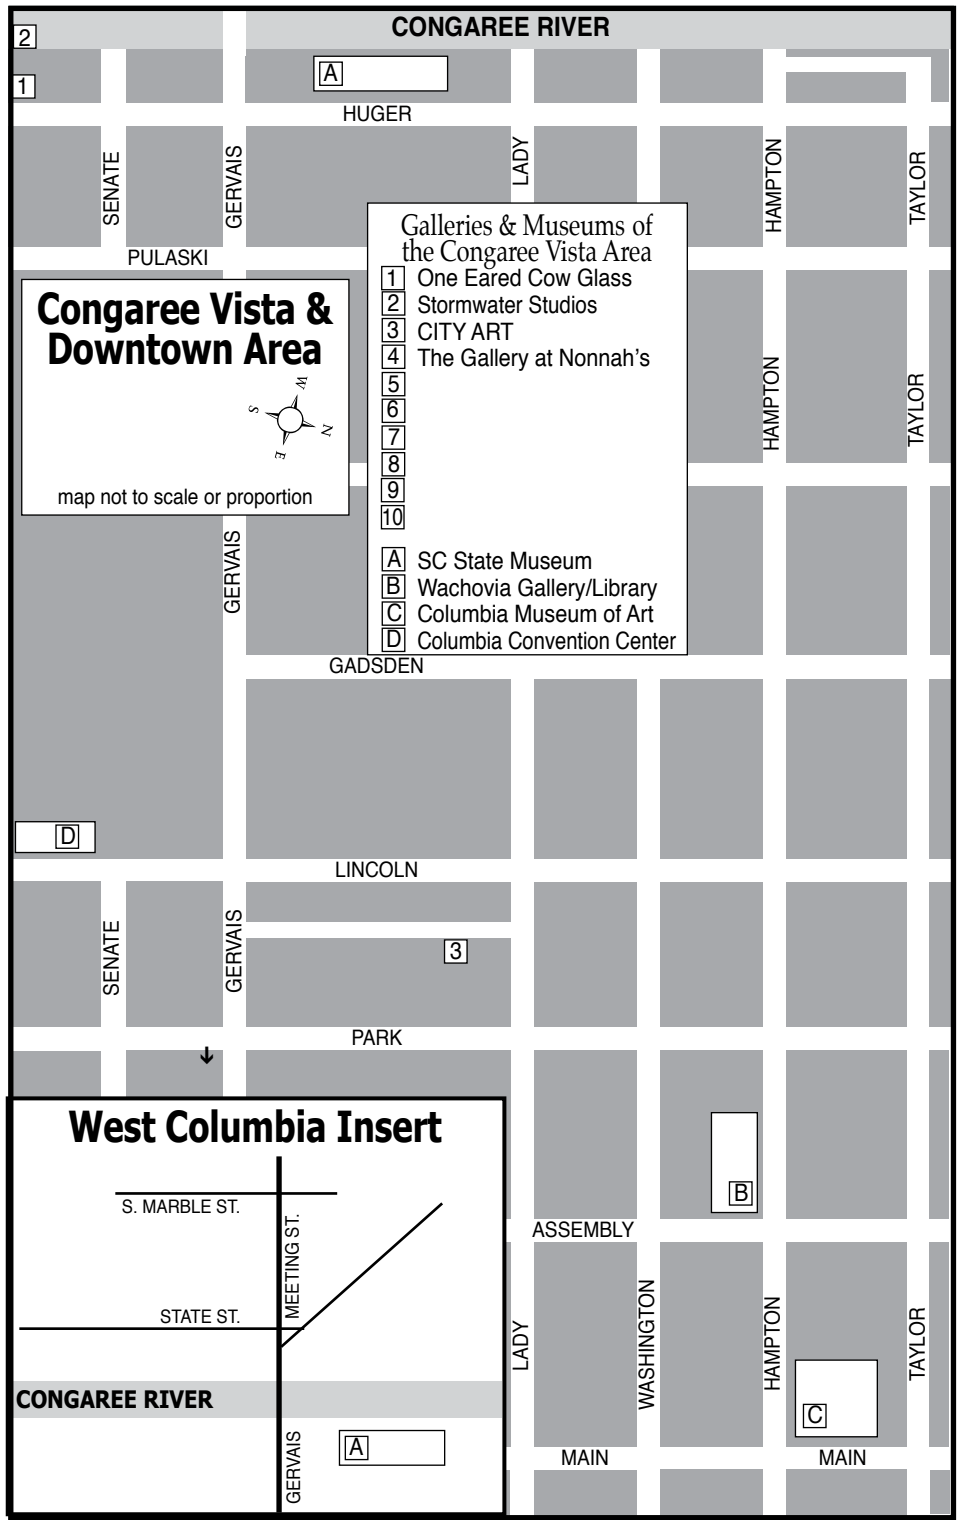 CONGAREE RIVER
2
1
A
HUGER
SENATE
GERVAIS
LADY
HAMPTON
TAYLOR
PULASKI
Galleries & Museums of
the Congaree Vista Area
1 One Eared Cow Glass
2 Stormwater Studios
3 CITY ART
4 The Gallery at Nonnah's
5
6
7
8
9
10
A SC State Museum
B Wachovia Gallery/Library
C Columbia Museum of Art
D Columbia Convention Center
Congaree Vista &
Downtown Area
W
S
N
E
map not to scale or proportion
HAMPTON
TAYLOR
GERVAIS
GADSDEN
D
LINCOLN
SENATE
GERVAIS
3
PARK
West Columbia Insert
S. MARBLE ST.
MEETING ST.
STATE ST.
CONGAREE RIVER
GERVAIS
A
B
ASSEMBLY
LADY
WASHINGTON
HAMPTON
TAYLOR
C
MAIN
MAIN